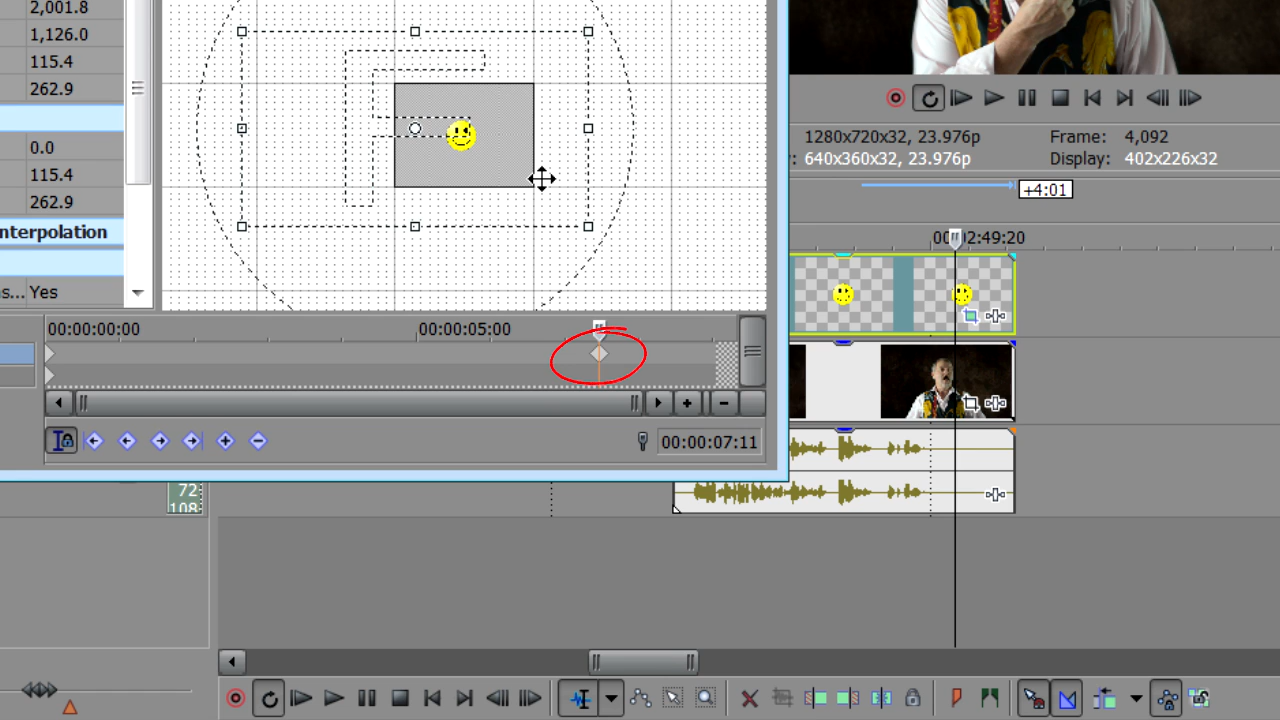 2,001.8
1,126.0
115.4
262.9
0.0
115.4
262.9
nterpolation
s... Yes
00:00:00:00
00:00:05:00
00:00:07:11
1280x720x32, 23.976p
Frame: 4,092
: 640x360x32, 23.976p
Display: 402x226x32
+4:01
2:49:20
72
108